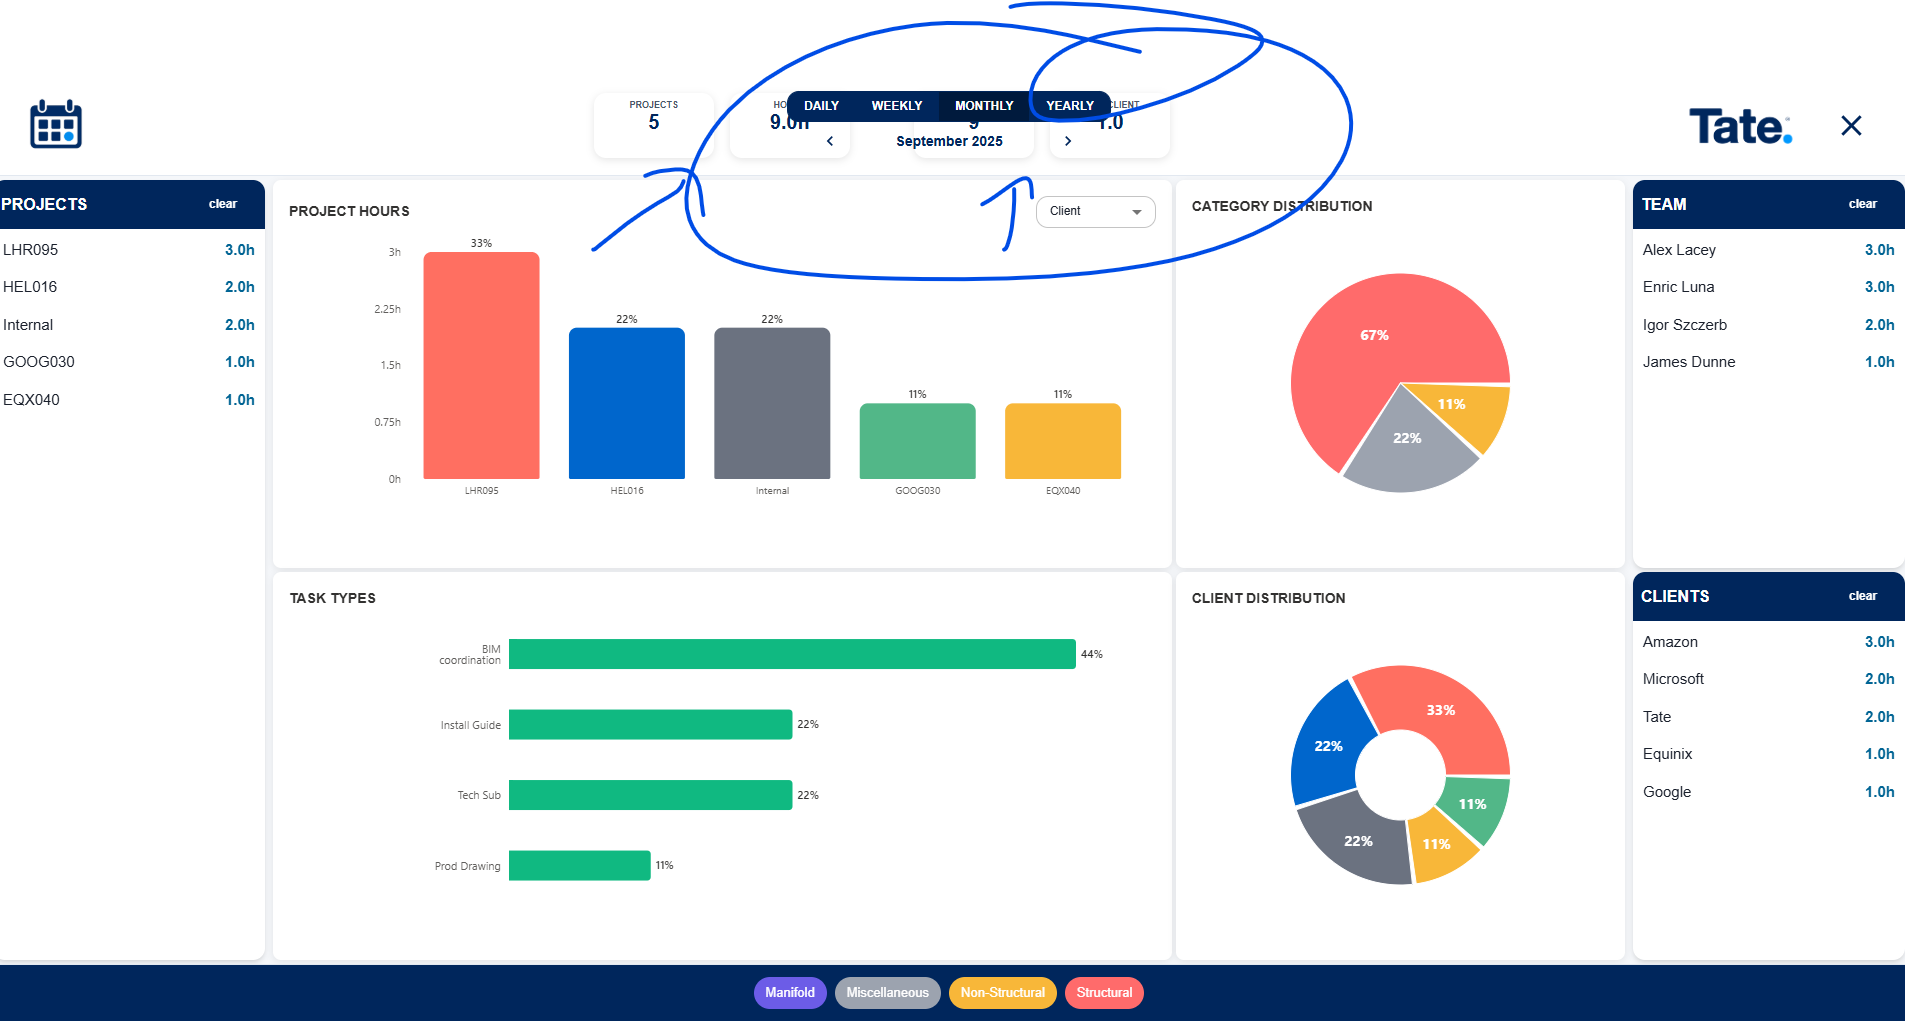 PROJECTS
5
9.0h
DAILY WEEKLY MONTHLY YEARLY
CLIENT
1.0
September 2025
Tate.
PROJECTS clear
LHR095 3.0h
HEL016 2.0h
Internal 2.0h
GOOG030 1.0h
EQX040 1.0h
PROJECT HOURS
Client
3h
2.25h
1.5h
0.75h
0h
33%
22%
22%
11%
11%
LHR095
HEL016
Internal
GOOG030
EQX040
CATEGORY DISTRIBUTION
67%
11%
22%
TEAM clear
Alex Lacey 3.0h
Enric Luna 3.0h
Igor Szczerb 2.0h
James Dunne 1.0h
TASK TYPES
BIM
coordination
44%
Install Guide 22%
Tech Sub 22%
Prod Drawing 11%
CLIENT DISTRIBUTION
33%
22%
11%
22%
11%
CLIENTS clear
Amazon 3.0h
Microsoft 2.0h
Tate 2.0h
Equinix 1.0h
Google 1.0h
Manifold
Miscellaneous
Non-Structural
Structural